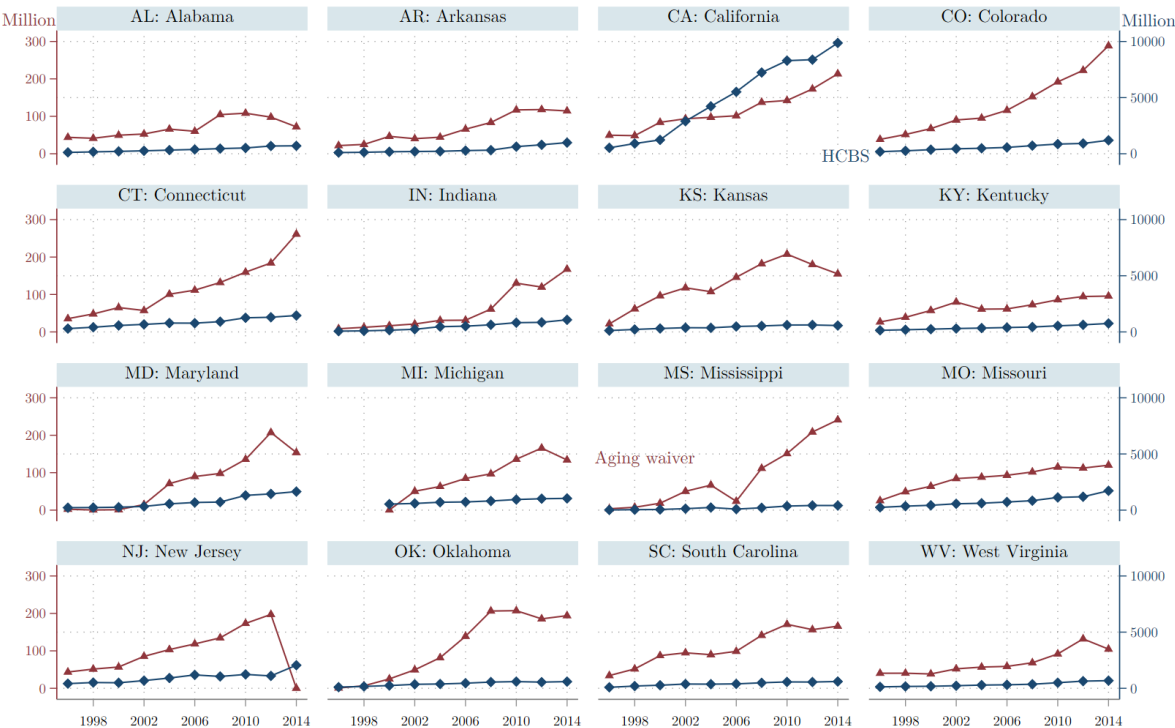 Million AL: Alabama AR: Arkansas CA: California CO: Colorado Million
300 10000
200
5000
100
HCBS
0 0
CT: Connecticut IN: Indiana KS: Kansas KY: Kentucky
300 10000
200
5000
100
0 0
MD: Maryland MI: Michigan MS: Mississippi MO: Missouri
300 10000
200
Aging waiver 5000
100
0 0
NJ: New Jersey OK: Oklahoma SC: South Carolina WV: West Virginia
300 10000
200
5000
100
0 0
1998 2002 2006 2010 2014 1998 2002 2006 2010 2014 1998 2002 2006 2010 2014 1998 2002 2006 2010 2014